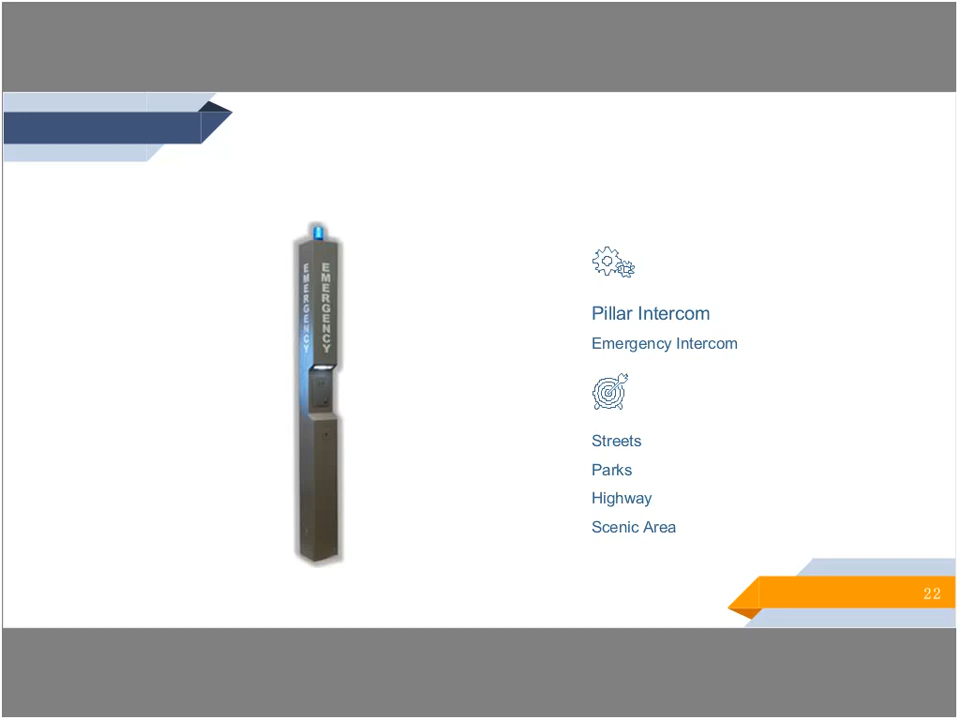 EMERGENCY
EMERGENCY
Pillar Intercom
Emergency Intercom
Streets
Parks
Highway
Scenic Area
22